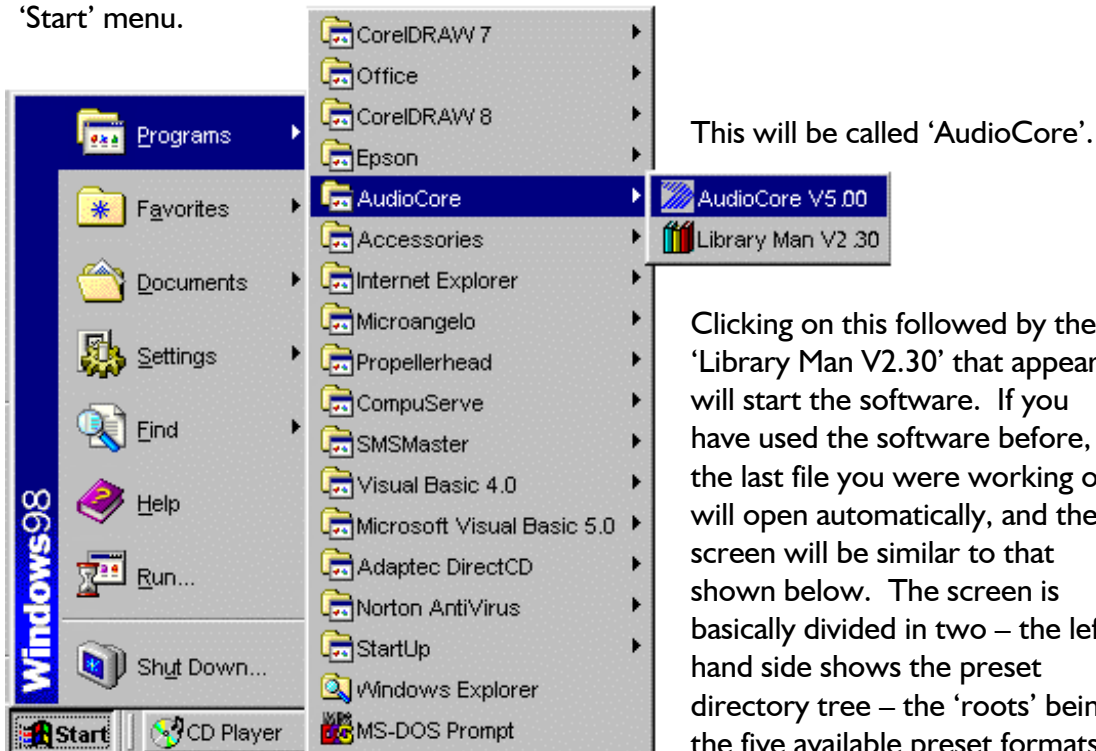 ‘Start’ menu.
Programs
Favorites
Documents
Settings
Find
Help
Run...
Shut Down...
Windows98
Start
CD Player
CorelDRAW 7
Office
CorelDRAW 8
Epson
AudioCore
Accessories
Internet Explorer
Microangelo
Propellerhead
CompuServe
SMSMaster
Visual Basic 4.0
Microsoft Visual Basic 5.0
Adaptec DirectCD
Norton AntiVirus
StartUp
Windows Explorer
MS-DOS Prompt
AudioCore V5.00
Library Man V2.30
This will be called ‘AudioCore’.
Clicking on this followed by the
‘Library Man V2.30’ that appear
will start the software. If you
have used the software before,
the last file you were working o
will open automatically, and the
screen will be similar to that
shown below. The screen is
basically divided in two – the lef
hand side shows the preset
directory tree – the ‘roots’ bein
the five available preset formats